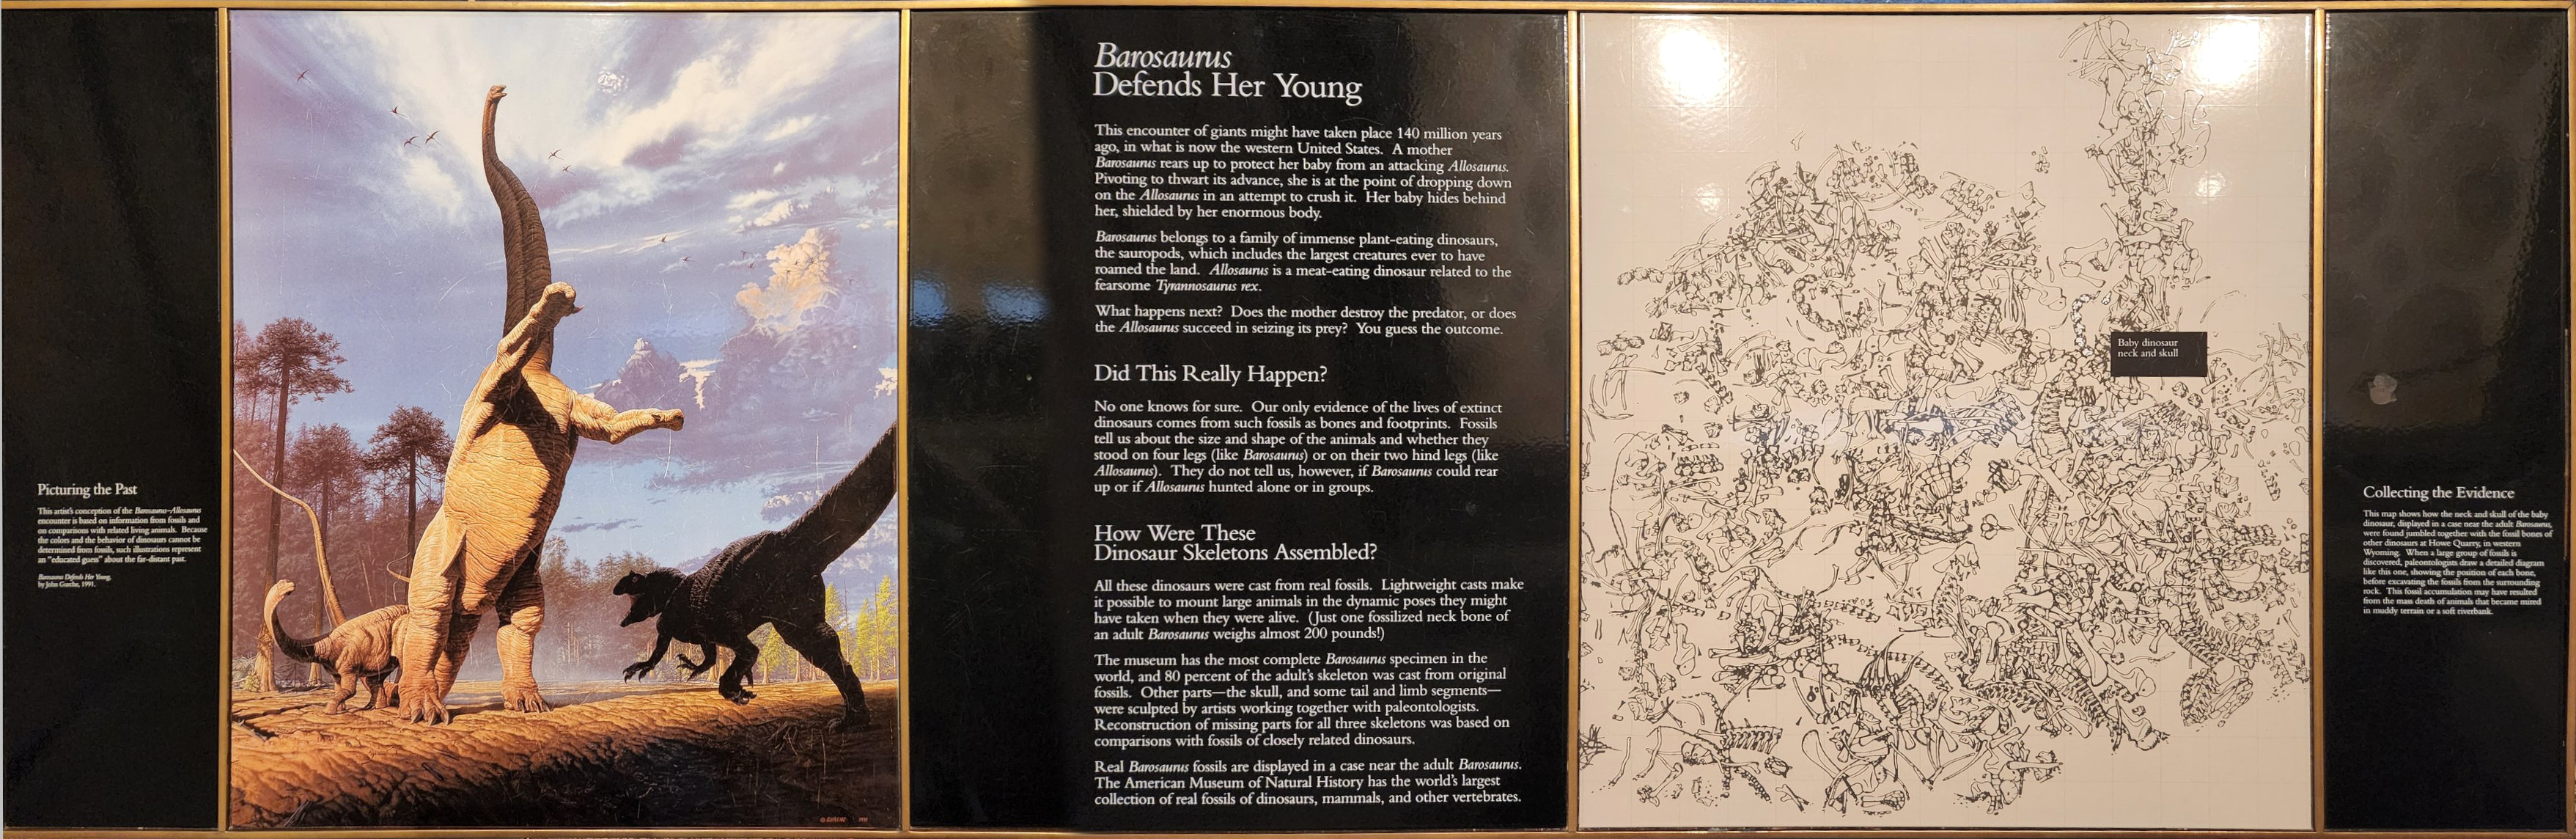 Picturing the Past
This artist's conception of the Barosaurus-Allosaurus
encounter is based on information from fossils and
on comparisons with related living animals. Because
the colors and the behavior of dinosaurs cannot be
determined from fossils, such illustrations represent
an "educated guess" about the far-distant past.
Barosaurus Defends Her Young,
by John Gurche, 1991.
Barosaurus
Defends Her Young
This encounter of giants might have taken place 140 million years
ago, in what is now the western United States. A mother
Barosaurus rears up to protect her baby from an attacking Allosaurus.
Pivoting to thwart its advance, she is at the point of dropping down
on the Allosaurus in an attempt to crush it. Her baby hides behind
her, shielded by her enormous body.
Barosaurus belongs to a family of immense plant-eating dinosaurs,
the sauropods, which includes the largest creatures ever to have
roamed the land. Allosaurus is a meat-eating dinosaur related to the
fearsome Tyrannosaurus rex.
What happens next? Does the mother destroy the predator, or does
the Allosaurus succeed in seizing its prey? You guess the outcome.
Did This Really Happen?
No one knows for sure. Our only evidence of the lives of extinct
dinosaurs comes from such fossils as bones and footprints. Fossils
tell us about the size and shape of the animals and whether they
stood on four legs (like Barosaurus) or on their two hind legs (like
Allosaurus). They do not tell us, however, if Barosaurus could rear
up or if Allosaurus hunted alone or in groups.
How Were These
Dinosaur Skeletons Assembled?
All these dinosaurs were cast from real fossils. Lightweight casts make
it possible to mount large animals in the dynamic poses they might
have taken when they were alive. (Just one fossilized neck bone of
an adult Barosaurus weighs almost 200 pounds!)
The museum has the most complete Barosaurus specimen in the
world, and 80 percent of the adult's skeleton was cast from original
fossils. Other parts—the skull, and some tail and limb segments—
were sculpted by artists working together with paleontologists.
Reconstruction of missing parts for all three skeletons was based on
comparisons with fossils of closely related dinosaurs.
Real Barosaurus fossils are displayed in a case near the adult Barosaurus.
The American Museum of Natural History has the world's largest
collection of real fossils of dinosaurs, mammals, and other vertebrates.
Baby dinosaur
neck and skull
Collecting the Evidence
This map shows how the neck and skull of the baby
dinosaur, displayed in a case near the adult Barosaurus,
were found jumbled together with the fossil bones of
other dinosaurs at Howe Quarry, in western
Wyoming. When a large group of fossils is
discovered, paleontologists draw a detailed diagram
like this one, showing the position of each bone,
before excavating the fossils from the surrounding
rock. This fossil accumulation may have resulted
from the mass death of animals that became mired
in muddy terrain or a soft riverbank.